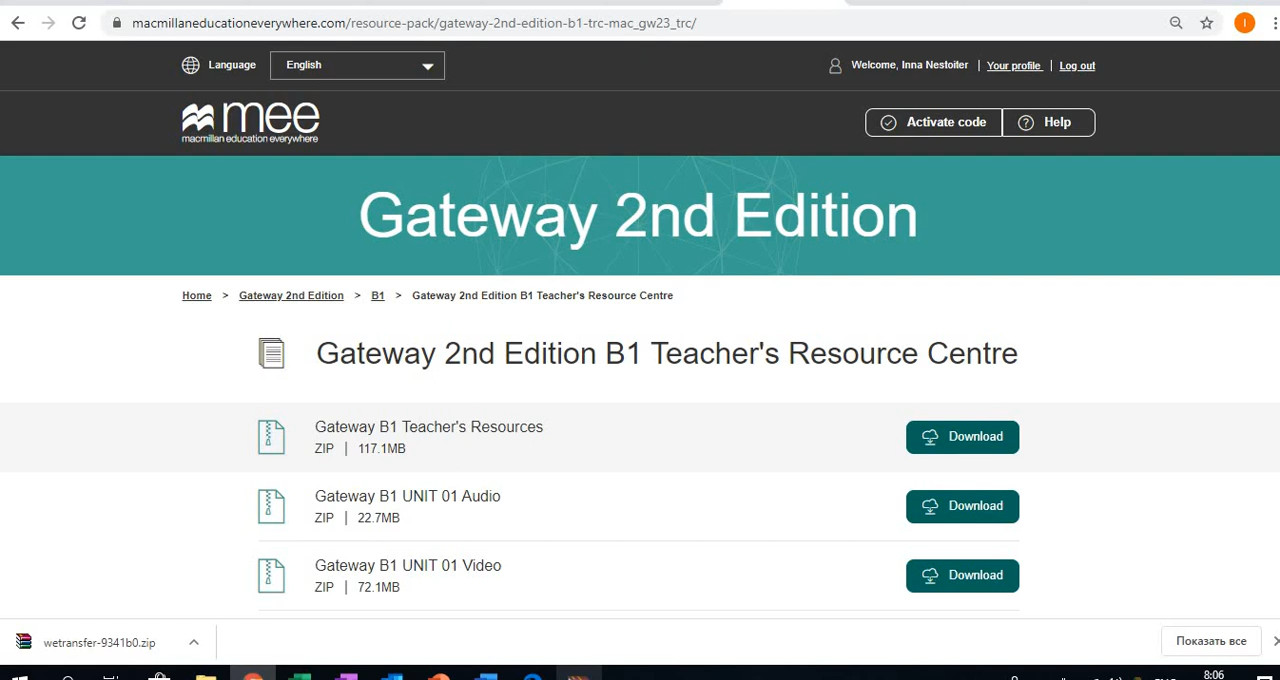 macmillaneducationeverywhere.com/resource-pack/gateway-2nd-edition-b1-trc-mac_gw23_trc/
I
Language English Welcome, Inna Nestoiter | Your profile | Log out
mee
macmillan education everywhere
Activate code Help
Gateway 2nd Edition
Home > Gateway 2nd Edition > B1 > Gateway 2nd Edition B1 Teacher's Resource Centre
Gateway 2nd Edition B1 Teacher's Resource Centre
Gateway B1 Teacher's Resources
ZIP | 117.1MB
Download
Gateway B1 UNIT 01 Audio
ZIP | 22.7MB
Download
Gateway B1 UNIT 01 Video
ZIP | 72.1MB
Download
wetransfer-9341b0.zip
Показать все
8:06